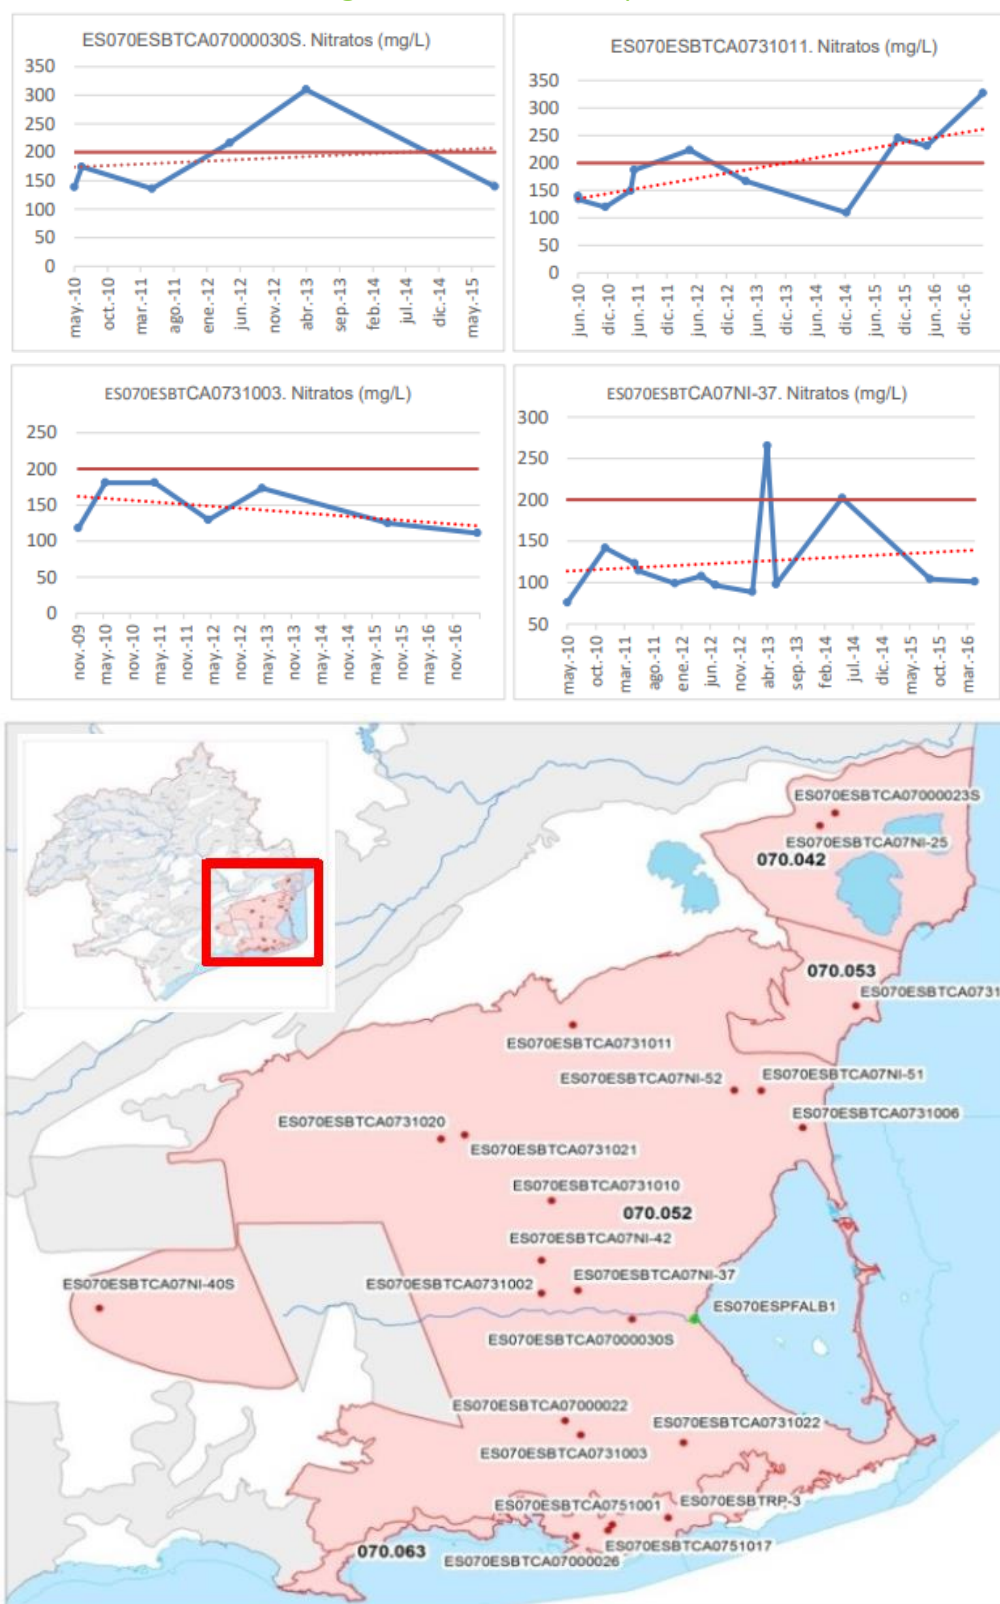 ES070ESBTCA07000030S. Nitratos (mg/L)
350
300
250
200
150
100
50
0
may.-10
oct.-10
mar.-11
ago.-11
ene.-12
jun.-12
nov.-12
abr.-13
sep.-13
feb.-14
jul.-14
dic.-14
may.-15
ES070ESBTCA0731011. Nitratos (mg/L)
350
300
250
200
150
100
50
0
jun.-10
dic.-10
jun.-11
dic.-11
jun.-12
dic.-12
jun.-13
dic.-13
jun.-14
dic.-14
jun.-15
dic.-15
jun.-16
dic.-16
ES070ESBTCA0731003. Nitratos (mg/L)
250
200
150
100
50
0
nov.-09
may.-10
nov.-10
may.-11
nov.-11
may.-12
nov.-12
may.-13
nov.-13
may.-14
nov.-14
may.-15
nov.-15
may.-16
nov.-16
ES070ESBTCA07NI-37. Nitratos (mg/L)
300
250
200
150
100
50
may.-10
oct.-10
mar.-11
ago.-11
ene.-12
jun.-12
nov.-12
abr.-13
sep.-13
feb.-14
jul.-14
dic.-14
may.-15
oct.-15
mar.-16
ES070ESBTCA07000023S
ES070ESBTCA07NI-25
070.042
070.053
ES070ESBTCA0731
ES070ESBTCA0731011
ES070ESBTCA07NI-52
ES070ESBTCA07NI-51
ES070ESBTCA0731006
ES070ESBTCA0731020
ES070ESBTCA0731021
ES070ESBTCA0731010
070.052
ES070ESBTCA07NI-42
ES070ESBTCA07NI-40S
ES070ESBTCA0731002
ES070ESBTCA07NI-37
ES070ESPFALB1
ES070ESBTCA07000030S
ES070ESBTCA07000022
ES070ESBTCA0731022
ES070ESBTCA0731003
ES070ESBTCA0751001
ES070ESBTRP-3
ES070ESBTCA0751017
070.063
ES070ESBTCA07000026